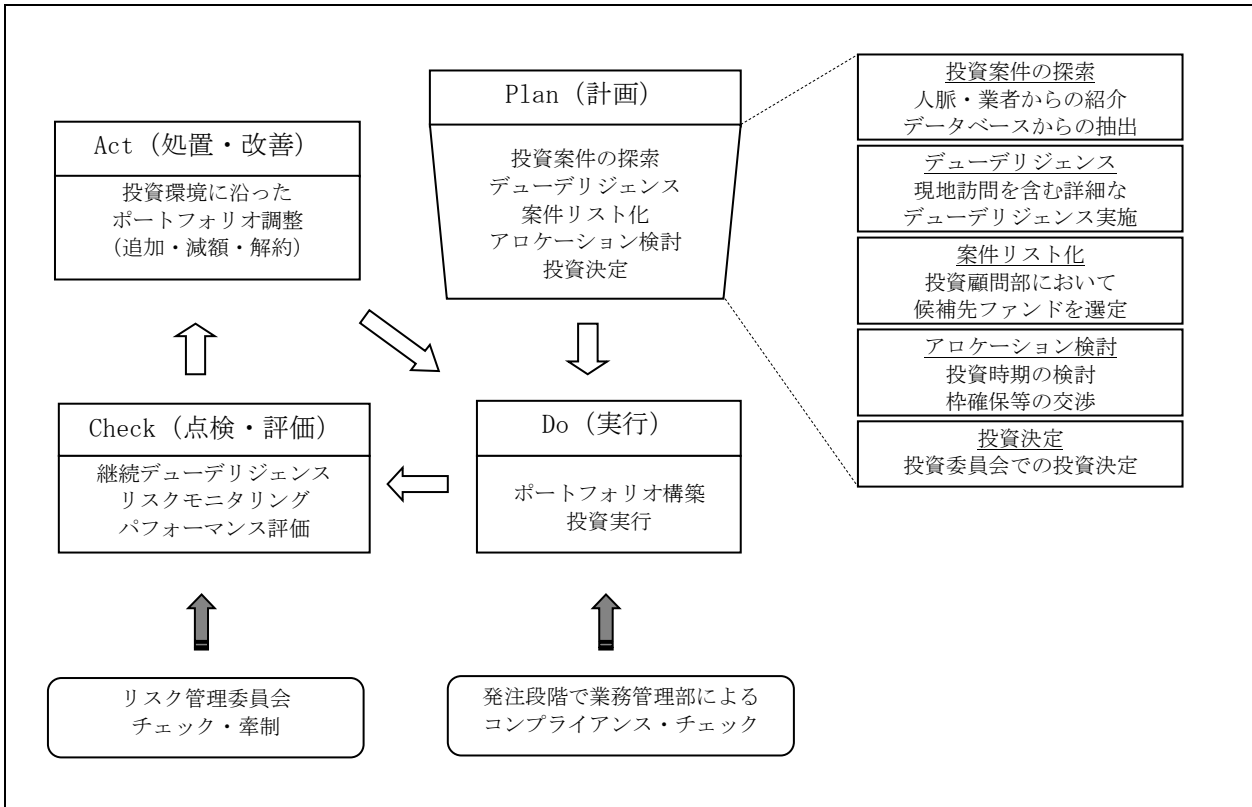 Plan（計画）
投資案件の探索
デューデリジェンス
案件リスト化
アロケーション検討
投資決定
Act（処置・改善）
投資環境に沿った
ポートフォリオ調整
（追加・減額・解約）
Check（点検・評価）
継続デューデリジェンス
リスクモニタリング
パフォーマンス評価
Do（実行）
ポートフォリオ構築
投資実行
リスク管理委員会
チェック・牽制
発注段階で業務管理部による
コンプライアンス・チェック
投資案件の探索
人脈・業者からの紹介
データベースからの抽出
デューデリジェンス
現地訪問を含む詳細な
デューデリジェンス実施
案件リスト化
投資顧問部において
候補先ファンドを選定
アロケーション検討
投資時期の検討
枠確保等の交渉
投資決定
投資委員会での投資決定